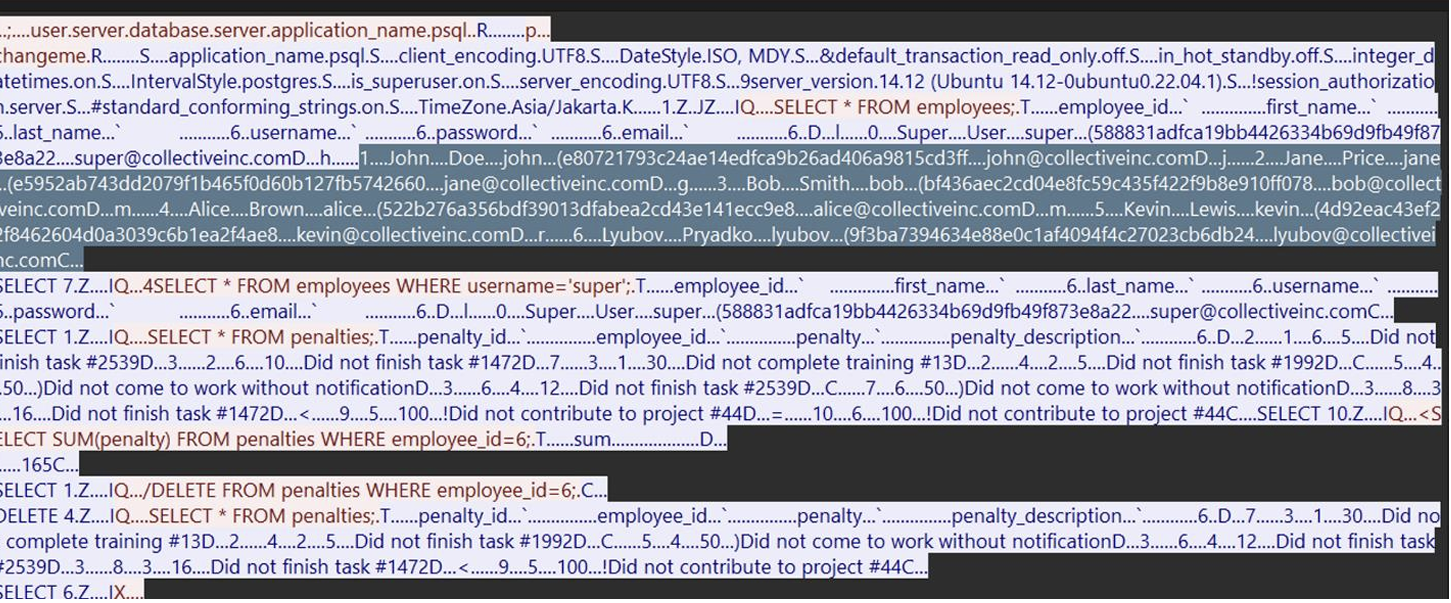 ..;....user.server.database.server.application_name.psql..R........p...
changeme.R........S....application_name.psql.S....client_encoding.UTF8.S....DateStyle.ISO, MDY.S...&default_transaction_read_only.off.S....in_hot_standby.off.S....integer_d
atetimes.on.S....IntervalStyle.postgres.S....is_superuser.on.S....server_encoding.UTF8.S...9server_version.14.12 (Ubuntu 14.12-0ubuntu0.22.04.1).S...!session_authorizatio
n.server.S...#standard_conforming_strings.on.S....TimeZone.Asia/Jakarta.K.....1.Z.JZ....IQ....SELECT * FROM employees;.T.....employee_id...` ..............first_name...` ..........
6..last_name...` ...........6..username...` ..........6..password...` ..........6..email...` ..........6..D..l.....0....Super....User....super...(588831adfca19bb4426334b69d9fb49f87
3e8a22....super@collectiveinc.comD...h......1....John....Doe....john...(e80721793c24ae14edfca9b26ad406a9815cd3ff....john@collectiveinc.comD...j......2....Jane....Price....jane
..(e5952ab743dd2079f1b465f0d60b127fb5742660....jane@collectiveinc.comD...g......3....Bob....Smith....bob...(bf436aec2cd04e8fc59c435f422f9b8e910ff078....bob@collect
veinc.comD...m......4....Alice....Brown....alice...(522b276a356bdf39013dfabea2cd43e141ecc9e8....alice@collectiveinc.comD...m......5....Kevin....Lewis....kevin...(4d92eac43ef2
2f8462604d0a3039c6b1ea2f4ae8....kevin@collectiveinc.comD...r......6....Lyubov....Pryadko....lyubov...(9f3ba7394634e88e0c1af4094f4c27023cb6db24....lyubov@collectivei
nc.comC...
SELECT 7.Z....IQ...4SELECT * FROM employees WHERE username='super';.T......employee_id...` ..............first_name...` ..........6..last_name...` ...........6..username...` ..........
6..password...` ...........6..email...` ...........6..D...l......0....Super....User....super...(588831adfca19bb4426334b69d9fb49f873e8a22....super@collectiveinc.comC...
SELECT 1.Z....IQ....SELECT * FROM penalties;.T......penalty_id...`..............employee_id...`..............penalty...`..............penalty_description...`............6..D...2......1....6....5....Did not
finish task #2539D...3......2....6....10....Did not finish task #1472D...7......3....1....30....Did not complete training #13D...2......4....2....5....Did not finish task #1992D...C......5....4..
.50...)Did not come to work without notificationD...3......6....4....12....Did not finish task #2539D...C......7....6....50...)Did not come to work without notificationD...3......8....3
....16....Did not finish task #1472D...<......9....5....100...!Did not contribute to project #44D...=......10....6....100...!Did not contribute to project #44C....SELECT 10.Z....IQ...<S
ELECT SUM(penalty) FROM penalties WHERE employee_id=6;.T......sum.................D...
......165C...
SELECT 1.Z....IQ.../DELETE FROM penalties WHERE employee_id=6;.C...
DELETE 4.Z....IQ....SELECT * FROM penalties;.T......penalty_id...`..............employee_id...`..............penalty...`..............penalty_description...`............6..D...7......3....1....30....Did no
t complete training #13D...2......4....2....5....Did not finish task #1992D...C......5....4....50...)Did not come to work without notificationD...3......6....4....12....Did not finish task
#2539D...3......8....3....16....Did not finish task #1472D...<......9....5....100...!Did not contribute to project #44C...
SELECT 6.Z....IX....